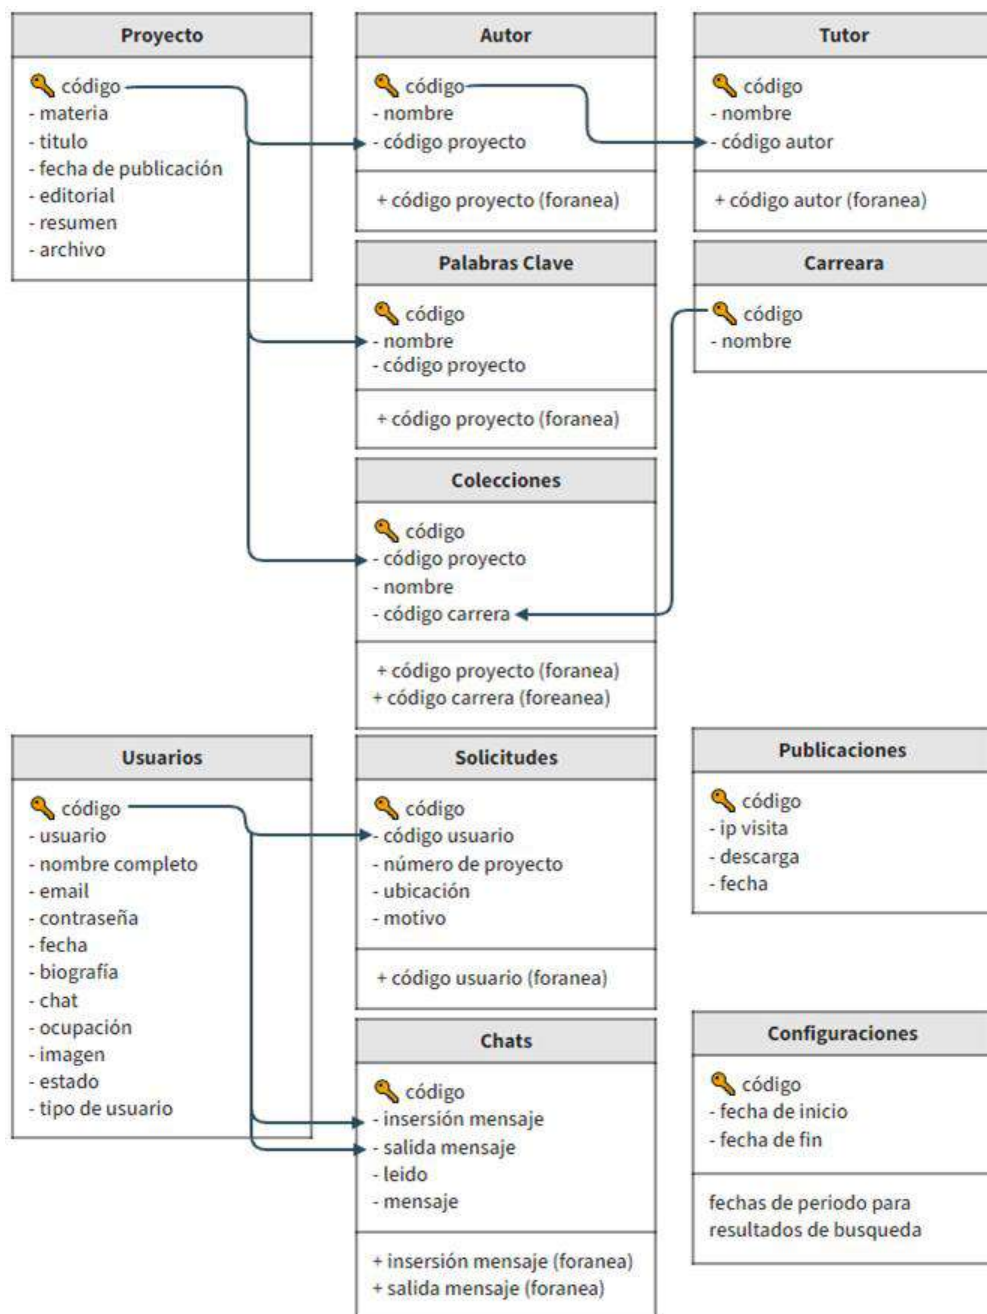 Proyecto
código
- materia
- titulo
- fecha de publicación
- editorial
- resumen
- archivo
Autor
código
- nombre
- código proyecto
+ código proyecto (foranea)
Tutor
código
- nombre
- código autor
+ código autor (foranea)
Palabras Clave
código
- nombre
- código proyecto
+ código proyecto (foranea)
Carreara
código
- nombre
Colecciones
código
- código proyecto
- nombre
- código carrera
+ código proyecto (foranea)
+ código carrera (foreanea)
Usuarios
código
- usuario
- nombre completo
- email
- contraseña
- fecha
- biografía
- chat
- ocupación
- imagen
- estado
- tipo de usuario
Solicitudes
código
- código usuario
- número de proyecto
- ubicación
- motivo
+ código usuario (foranea)
Publicaciones
código
- ip visita
- descarga
- fecha
Chats
código
- insersión mensaje
- salida mensaje
- leido
- mensaje
+ insersión mensaje (foranea)
+ salida mensaje (foranea)
Configuraciones
código
- fecha de inicio
- fecha de fin
fechas de periodo para
resultados de busqueda